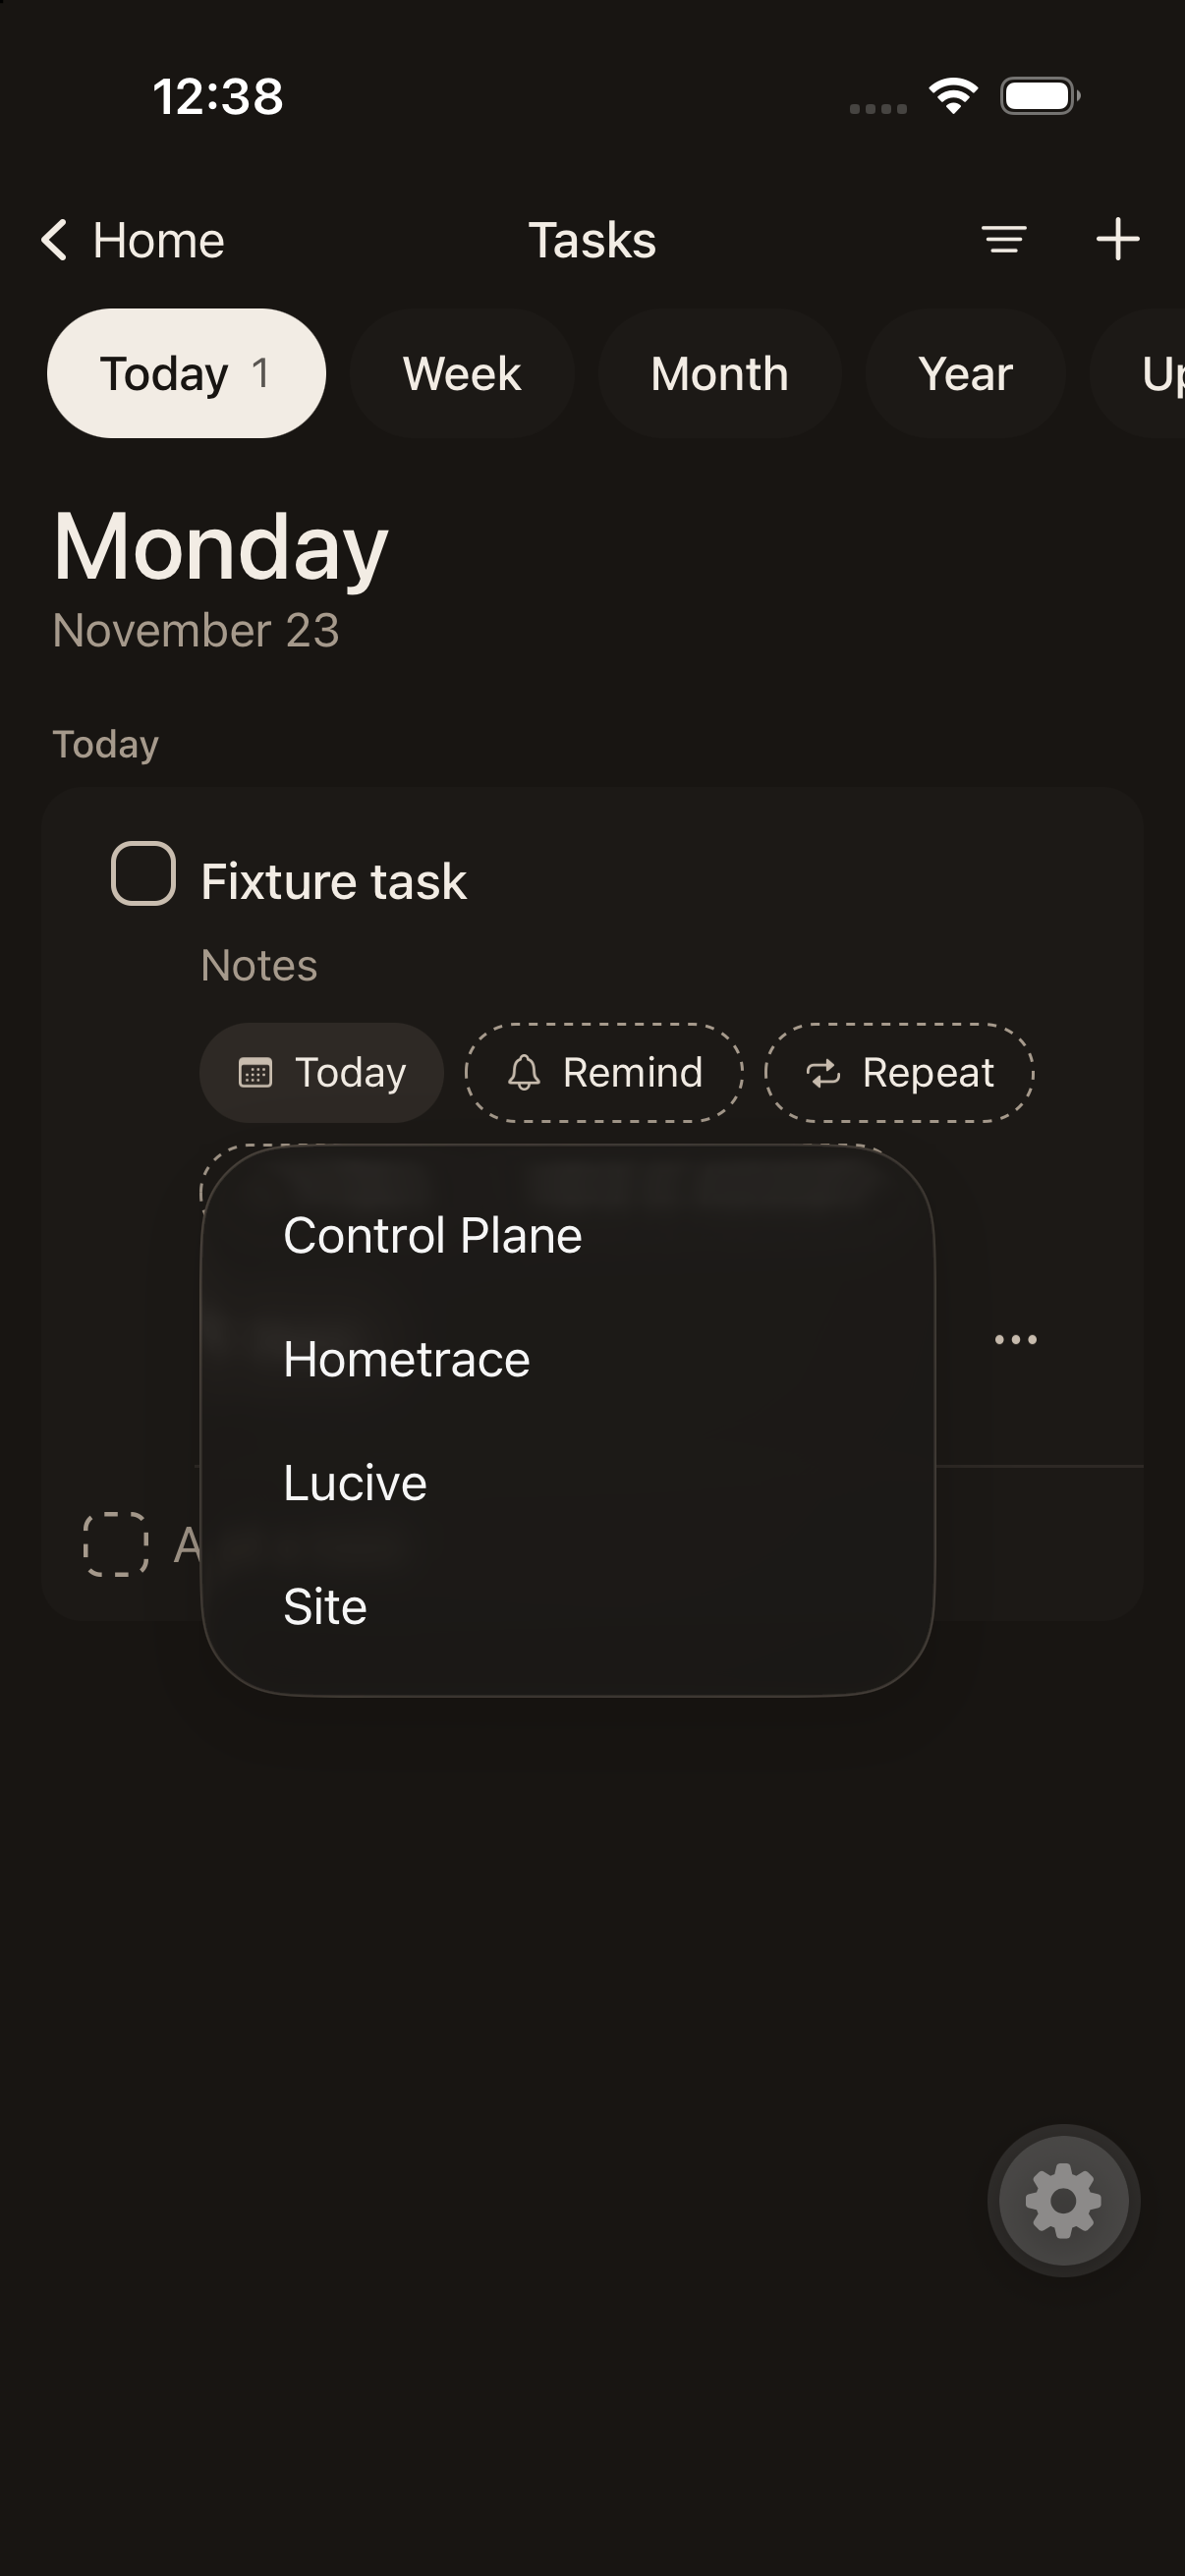 12:38
Home Tasks
Today 1 Week Month Year Up
Monday
November 23
Today
Fixture task
Notes
Today Remind Repeat
Control Plane
Hometrace
Lucive
A
Site